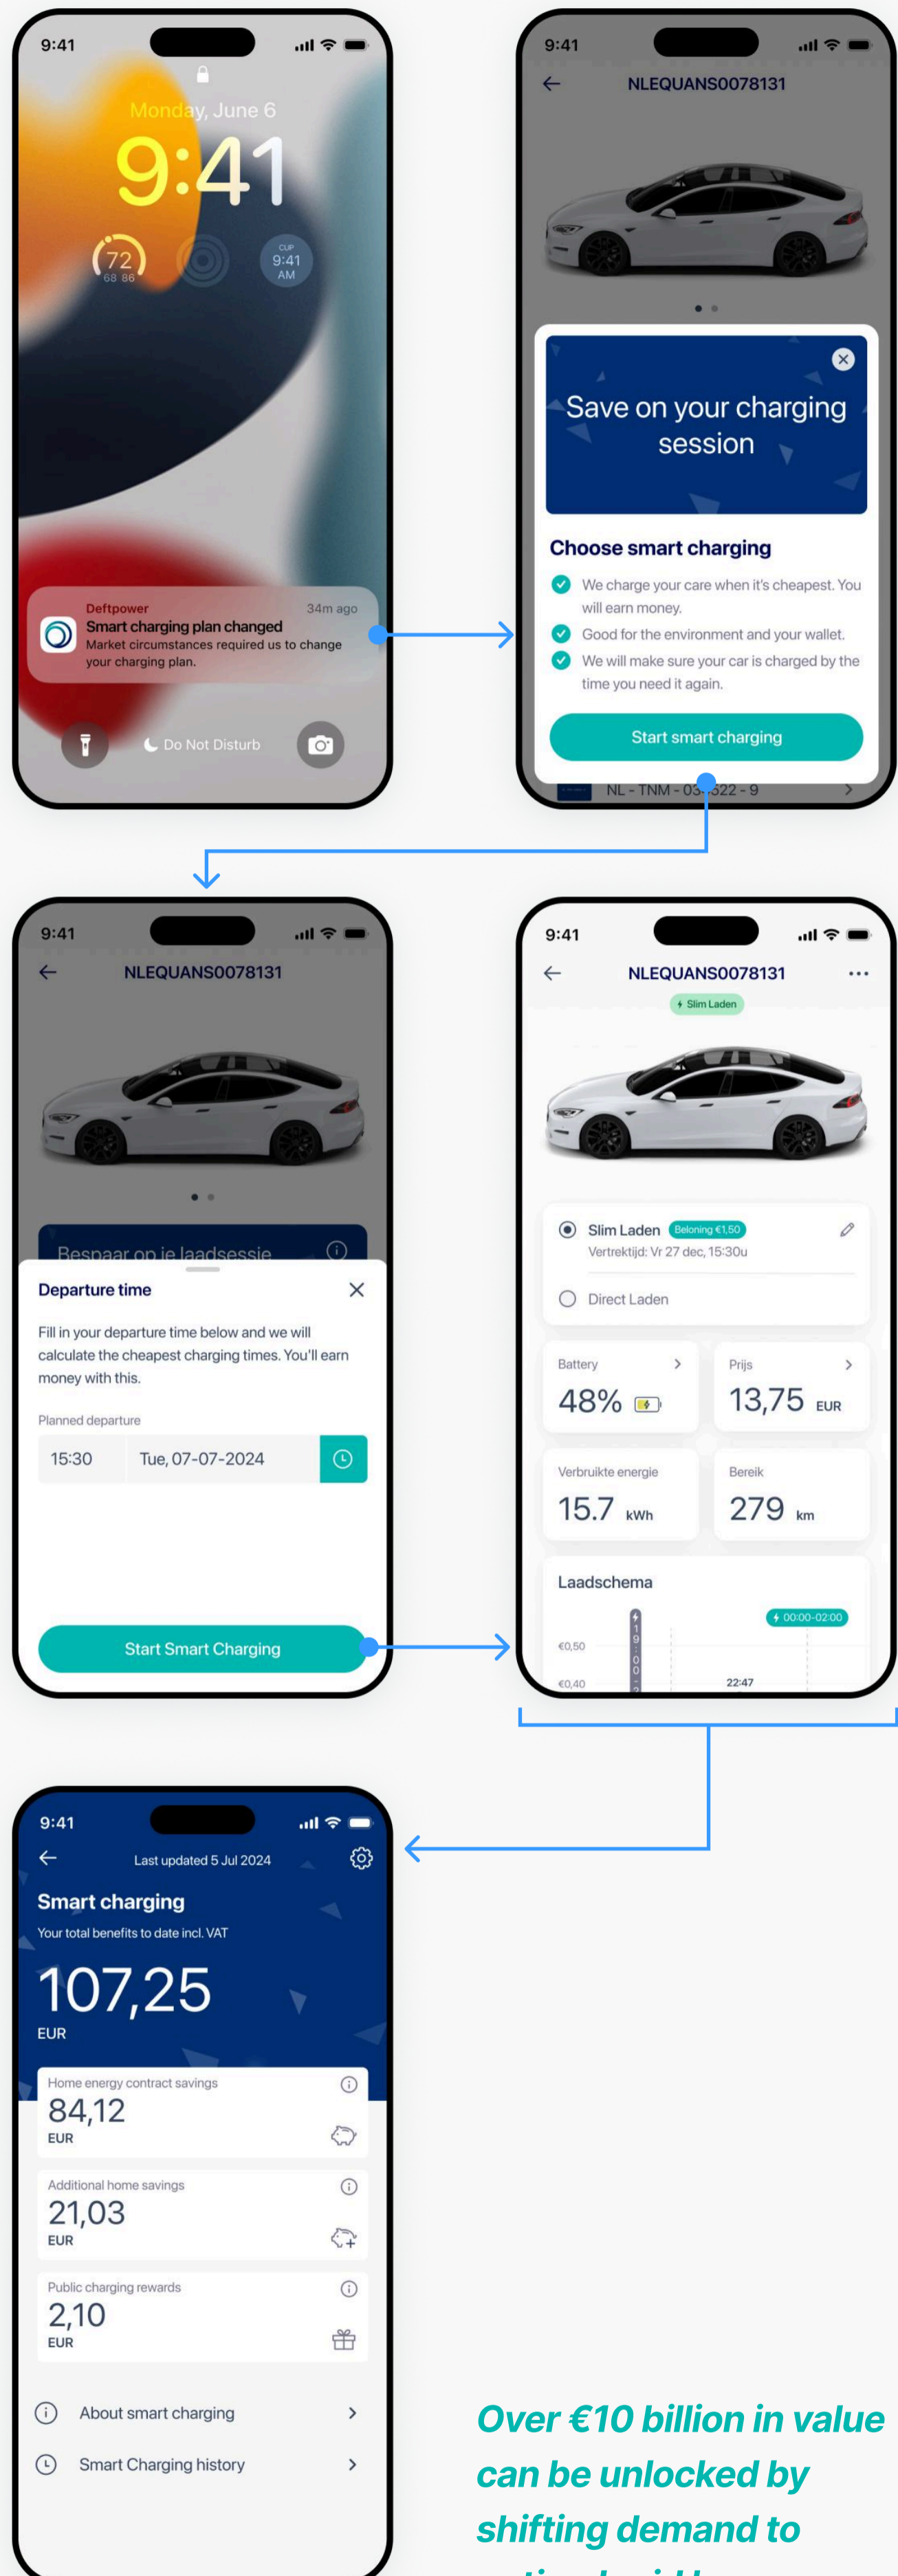 9:41
Monday, June 6
9:41
72
68 86
CUP
9:41
AM
Deftpower
34m ago
Smart charging plan changed
Market circumstances required us to change
your charging plan.
Do Not Disturb
9:41
NLEQUANS0078131
Save on your charging
session
Choose smart charging
We charge your care when it's cheapest. You
will earn money.
Good for the environment and your wallet.
We will make sure your car is charged by the
time you need it again.
Start smart charging
NL - TNM - 03 522 - 9
9:41
NLEQUANS0078131
Bespaar op je laadsessie
Departure time
Fill in your departure time below and we will
calculate the cheapest charging times. You'll earn
money with this.
Planned departure
15:30
Tue, 07-07-2024
Start Smart Charging
9:41
NLEQUANS0078131
Slim Laden
Slim Laden
Beloning €1,50
Vertrektijd: Vr 27 dec, 15:30u
Direct Laden
Battery
48%
Prijs
13,75 EUR
Verbruikte energie
15.7 kWh
Bereik
279 km
Laadschema
19:00-2
00:00-02:00
€0,50
€0,40
22:47
9:41
Last updated 5 Jul 2024
Smart charging
Your total benefits to date incl. VAT
107,25
EUR
Home energy contract savings
84,12
EUR
Additional home savings
21,03
EUR
Public charging rewards
2,10
EUR
About smart charging
Smart Charging history
Over €10 billion in value
can be unlocked by
shifting demand to